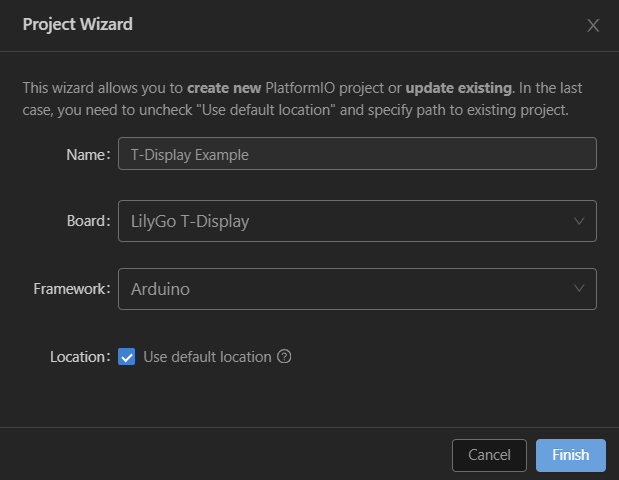 Project Wizard
This wizard allows you to create new PlatformIO project or update existing. In the last
case, you need to uncheck "Use default location" and specify path to existing project.
Name: T-Display Example
Board: LilyGo T-Display
Framework: Arduino
Location: Use default location
Cancel Finish